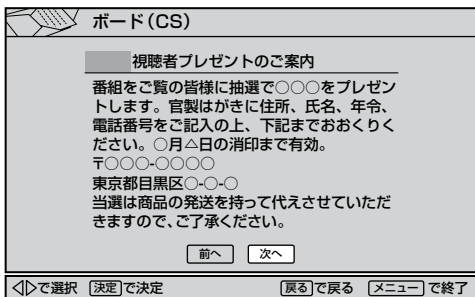 ボード（CS）
視聴者プレゼントのご案内
番組をご覧の皆様に抽選で○○○をプレゼン
トします。官製はがきに住所、氏名、年令、
電話番号をご記入の上、下記までおおくりく
ださい。○月△日の消印まで有効。
〒○○○-○○○○
東京都目黒区○-○-○
当選は商品の発送を持って代えさせていただ
きますので、ご了承ください。
前へ 次へ
◁▷で選択 決定で決定 戻るで戻る メニューで終了